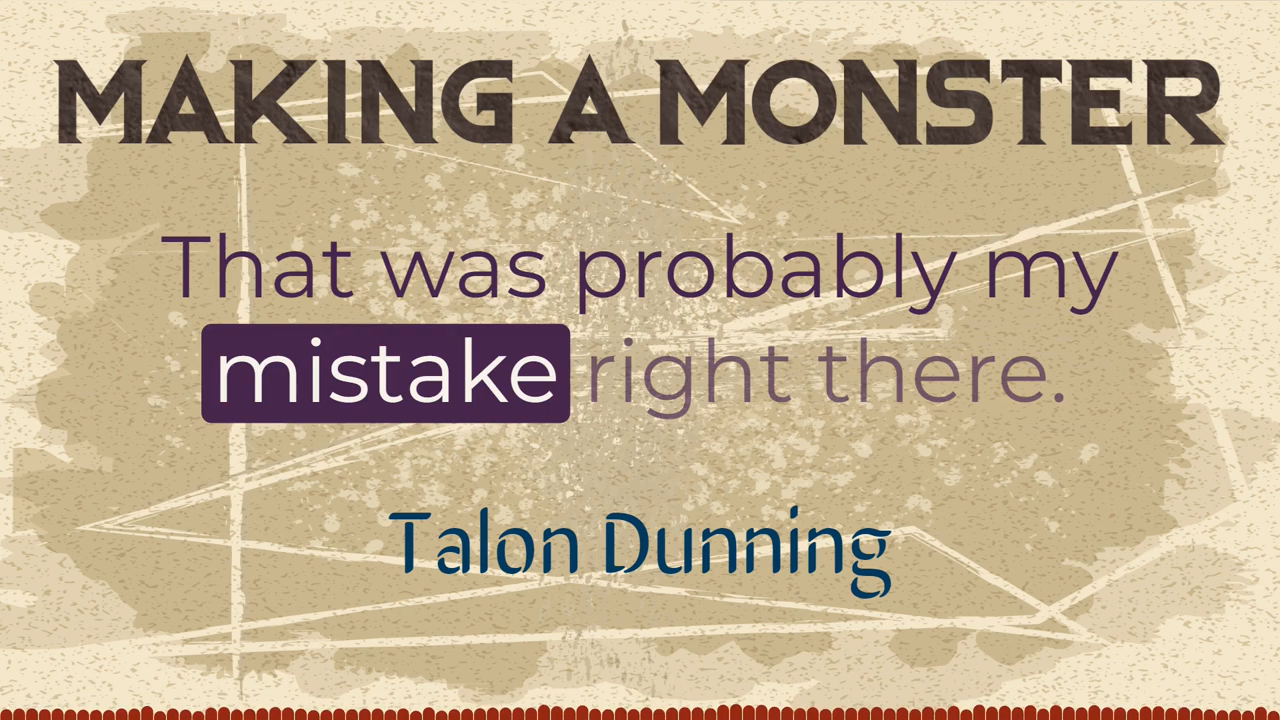 MAKING A MONSTER
That was probably my
mistake right there.
Talon Dunning